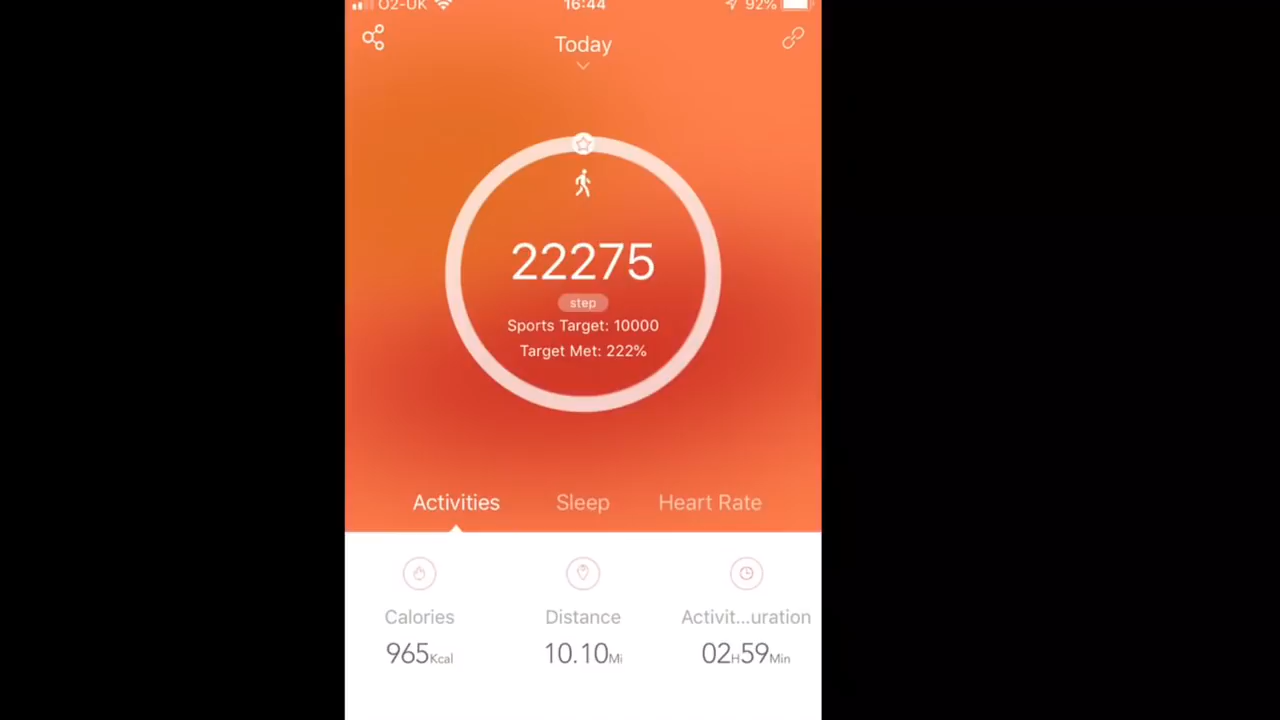 O2-UK 16:44 92%
Today
22275
step
Sports Target: 10000
Target Met: 222%
Activities Sleep Heart Rate
Calories Distance Activit...uration
965Kcal 10.10Mi 02H59Min